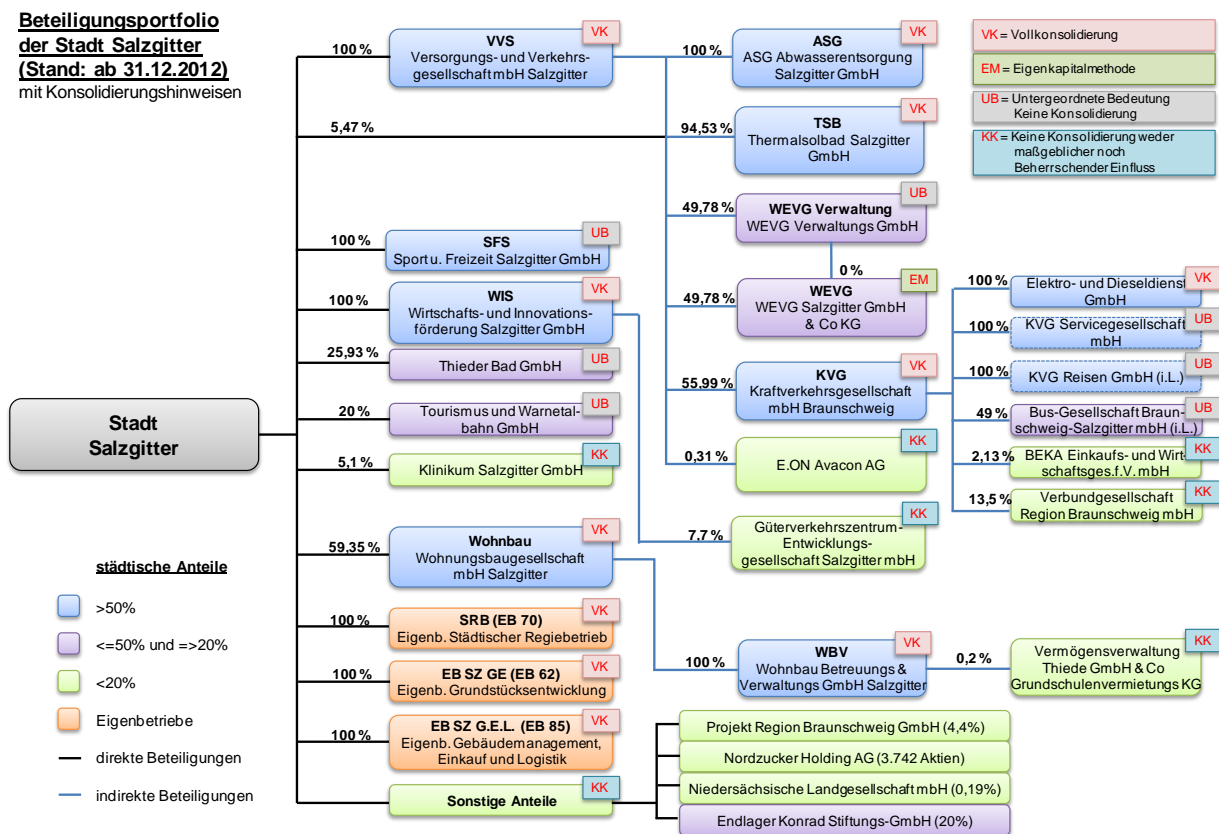 Beteiligungsportfolio
der Stadt Salzgitter
(Stand: ab 31.12.2012)
mit Konsolidierungshinweisen
VK = Vollkonsolidierung
EM = Eigenkapitalmethode
UB = Untergeordnete Bedeutung
Keine Konsolidierung
KK = Keine Konsolidierung weder
maßgeblicher noch
Beherrschender Einfluss
Stadt
Salzgitter
100 %
VVS
Versorgungs- und Verkehrs-
gesellschaft mbH Salzgitter
VK
5,47 %
100 %
SFS
Sport u. Freizeit Salzgitter GmbH
UB
100 %
WIS
Wirtschafts- und Innovations-
förderung Salzgitter GmbH
VK
25,93 %
Thieder Bad GmbH
UB
20 %
Tourismus und Warnetal-
bahn GmbH
UB
5,1 %
Klinikum Salzgitter GmbH
KK
59,35 %
Wohnbau
Wohnungsbaugesellschaft
mbH Salzgitter
VK
100 %
SRB (EB 70)
Eigenb. Städtischer Regiebetrieb
VK
100 %
EB SZ GE (EB 62)
Eigenb. Grundstücksentwicklung
VK
100 %
EB SZ G.E.L. (EB 85)
Eigenb. Gebäudemanagement,
Einkauf und Logistik
VK
Sonstige Anteile
KK
100 %
ASG
ASG Abwasserentsorgung
Salzgitter GmbH
VK
94,53 %
TSB
Thermalsolbad Salzgitter
GmbH
VK
49,78 %
WEVG Verwaltung
WEVG Verwaltungs GmbH
UB
0 %
49,78 %
WEVG
WEVG Salzgitter GmbH
& Co KG
EM
55,99 %
KVG
Kraftverkehrsgesellschaft
mbH Braunschweig
VK
0,31 %
E.ON Avacon AG
KK
7,7 %
Güterverkehrszentrum-
Entwicklungs-
gesellschaft Salzgitter mbH
KK
100 %
WBV
Wohnbau Betreuungs &
Verwaltungs GmbH Salzgitter
VK
100 %
Elektro- und Dieseldienst
GmbH
VK
100 %
KVG Servicegesellschaft
mbH
UB
100 %
KVG Reisen GmbH (i.L.)
UB
49 %
Bus-Gesellschaft Braun-
schweig-Salzgitter mbH (i.L.)
UB
2,13 %
BEKA Einkaufs- und Wirt-
schaftsges.f.V. mbH
KK
13,5 %
Verbundgesellschaft
Region Braunschweig mbH
KK
0,2 %
Vermögensverwaltung
Thiede GmbH & Co
Grundschulenvermietungs KG
KK
Projekt Region Braunschweig GmbH (4,4%)
Nordzucker Holding AG (3.742 Aktien)
Niedersächsische Landgesellschaft mbH (0,19%)
Endlager Konrad Stiftungs-GmbH (20%)
städtische Anteile
>50%
<=50% und =>20%
<20%
Eigenbetriebe
direkte Beteiligungen
indirekte Beteiligungen